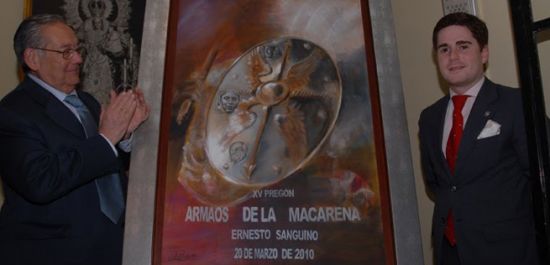 XV PREGÓN
ARMAOS DE LA MACARENA
ERNESTO SANGUINO
20 DE MARZO DE 2010